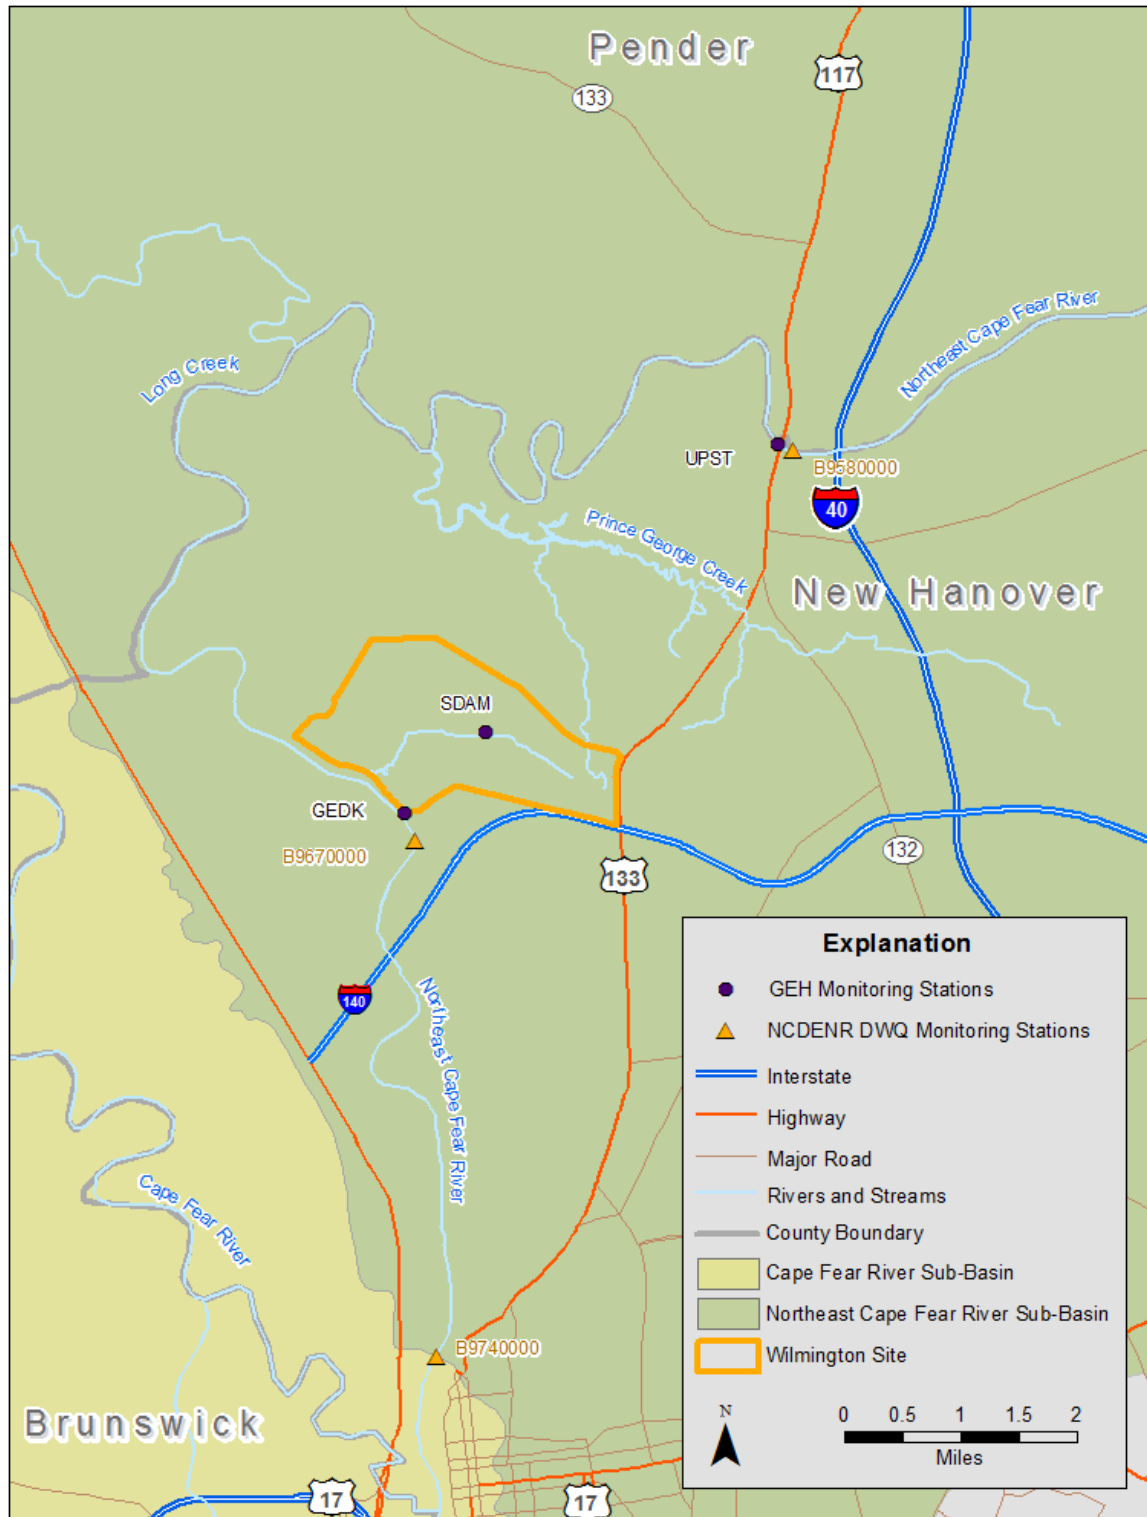 Pender
117
133
Northeast Cape Fear River
Long Creek
UPST
B9580000
40
Prince George Creek
New Hanover
SDAM
GEDK
B9670000
132
133
140
Northeast Cape Fear River
Cape Fear River
B9740000
Brunswick
17
17
Explanation
GEH Monitoring Stations
NCDENR DWQ Monitoring Stations
Interstate
Highway
Major Road
Rivers and Streams
County Boundary
Cape Fear River Sub-Basin
Northeast Cape Fear River Sub-Basin
Wilmington Site
N
0 0.5 1 1.5 2
Miles